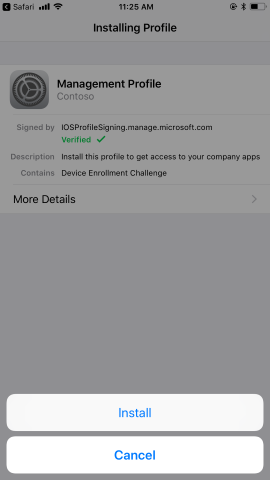 Safari 11:25 AM
Installing Profile
Management Profile
Contoso
Signed by IOSProfileSigning.manage.microsoft.com
Verified
Description Install this profile to get access to your company apps
Contains Device Enrollment Challenge
More Details
Install
Cancel